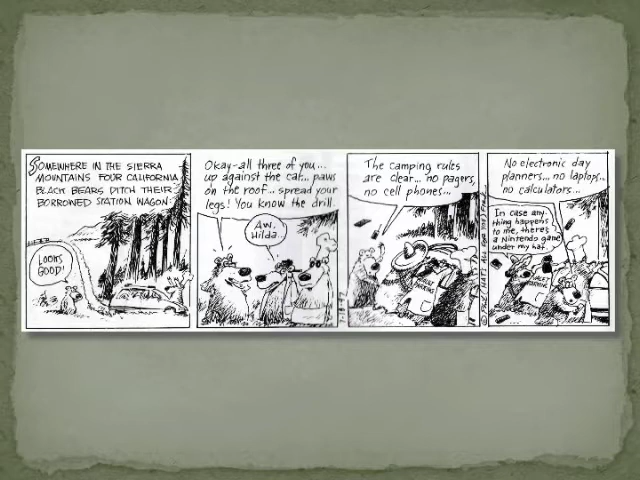 SOMEWHERE IN THE SIERRA
MOUNTAINS FOUR CALIFORNIA
BLACK BEARS DITCH THEIR
BORROWED STATION WAGON.
LOOKS
GOOD!
Okay-all three of you...
up against the car... paws
on the roof... spread your
legs! You know the drill.
Aw,
Hilda.
The camping rules
are clear... no pagers,
no cell phones...
No electronic day
planners... no laptops...
no calculators...
In case any-
thing happens
to me, there's
a Nintendo game
under my hat.